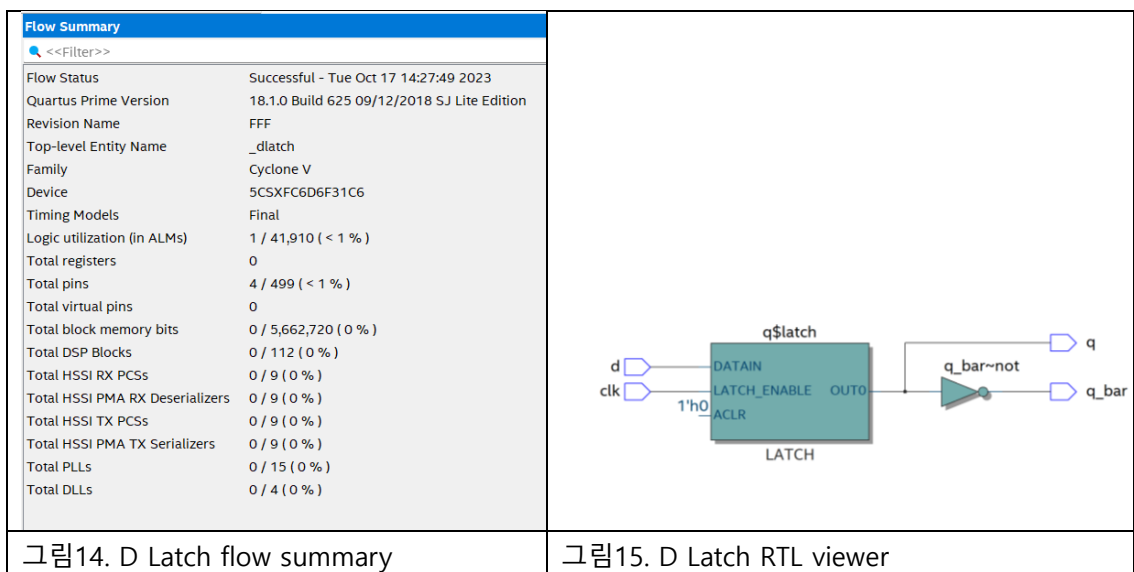 Flow Summary
<<Filter>>
Flow Status Successful - Tue Oct 17 14:27:49 2023
Quartus Prime Version 18.1.0 Build 625 09/12/2018 SJ Lite Edition
Revision Name FFF
Top-level Entity Name _dlatch
Family Cyclone V
Device 5CSXFC6D6F31C6
Timing Models Final
Logic utilization (in ALMs) 1 / 41,910 ( < 1 % )
Total registers 0
Total pins 4 / 499 ( < 1 % )
Total virtual pins 0
Total block memory bits 0 / 5,662,720 ( 0 % )
Total DSP Blocks 0 / 112 ( 0 % )
Total HSSI RX PCSs 0 / 9 ( 0 % )
Total HSSI PMA RX Deserializers 0 / 9 ( 0 % )
Total HSSI TX PCSs 0 / 9 ( 0 % )
Total HSSI PMA TX Serializers 0 / 9 ( 0 % )
Total PLLs 0 / 15 ( 0 % )
Total DLLs 0 / 4 ( 0 % )
q$latch
q
d DATAIN q_bar~not
clk LATCH_ENABLE OUT0 q_bar
1'h0 ACLR
LATCH
그림14. D Latch flow summary
그림15. D Latch RTL viewer